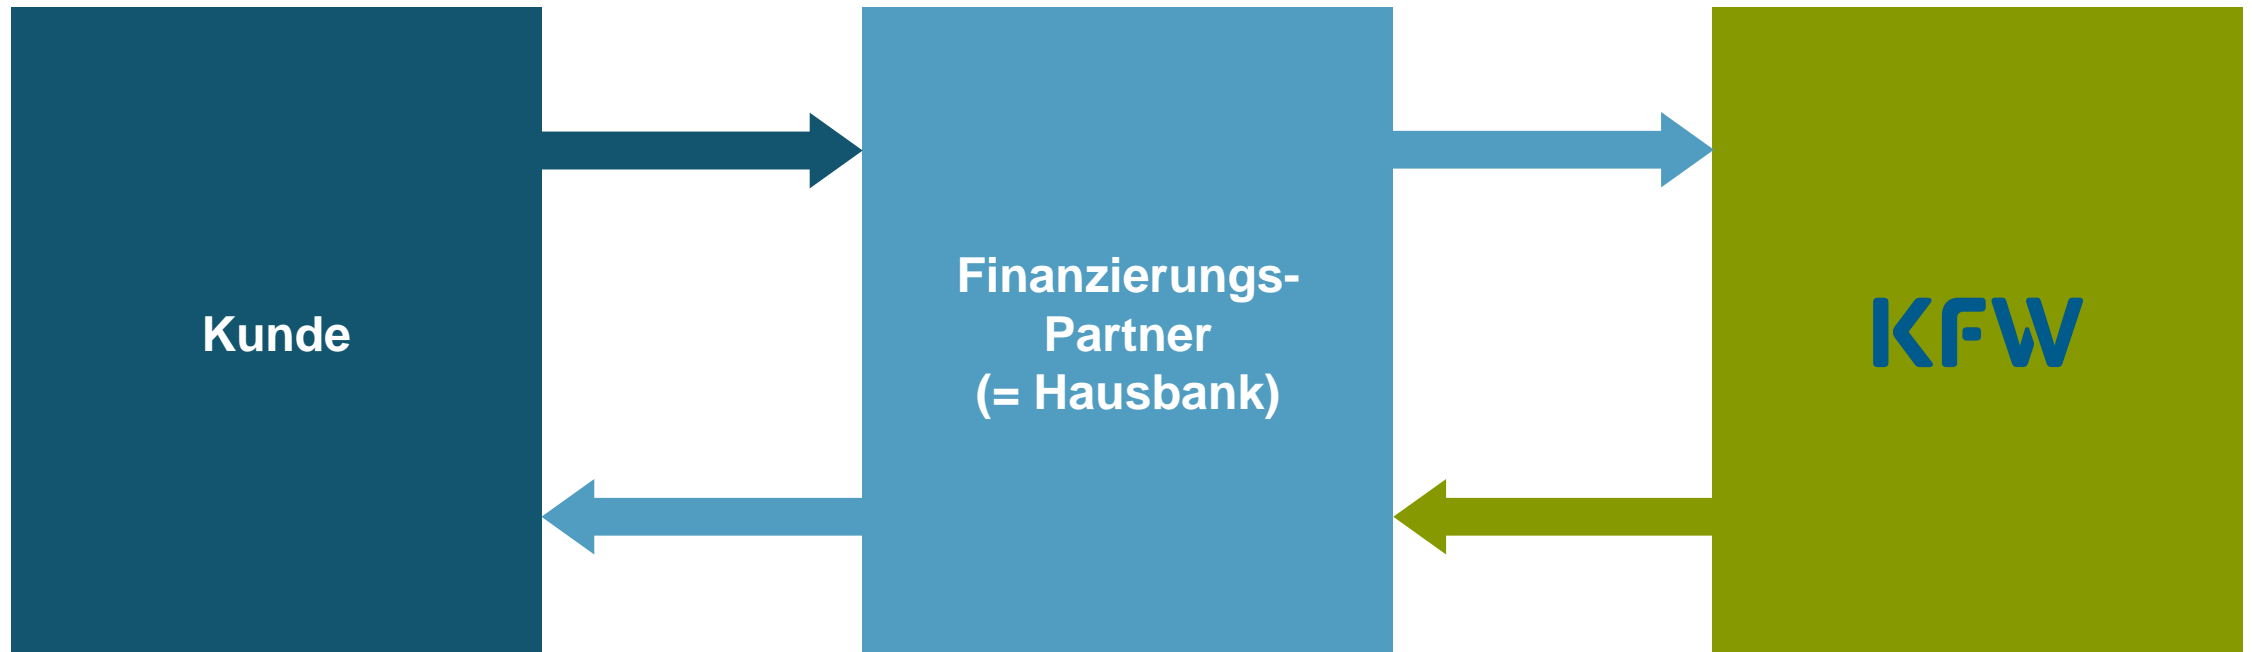 Kunde
Finanzierungs-
Partner
(= Hausbank)
KFW